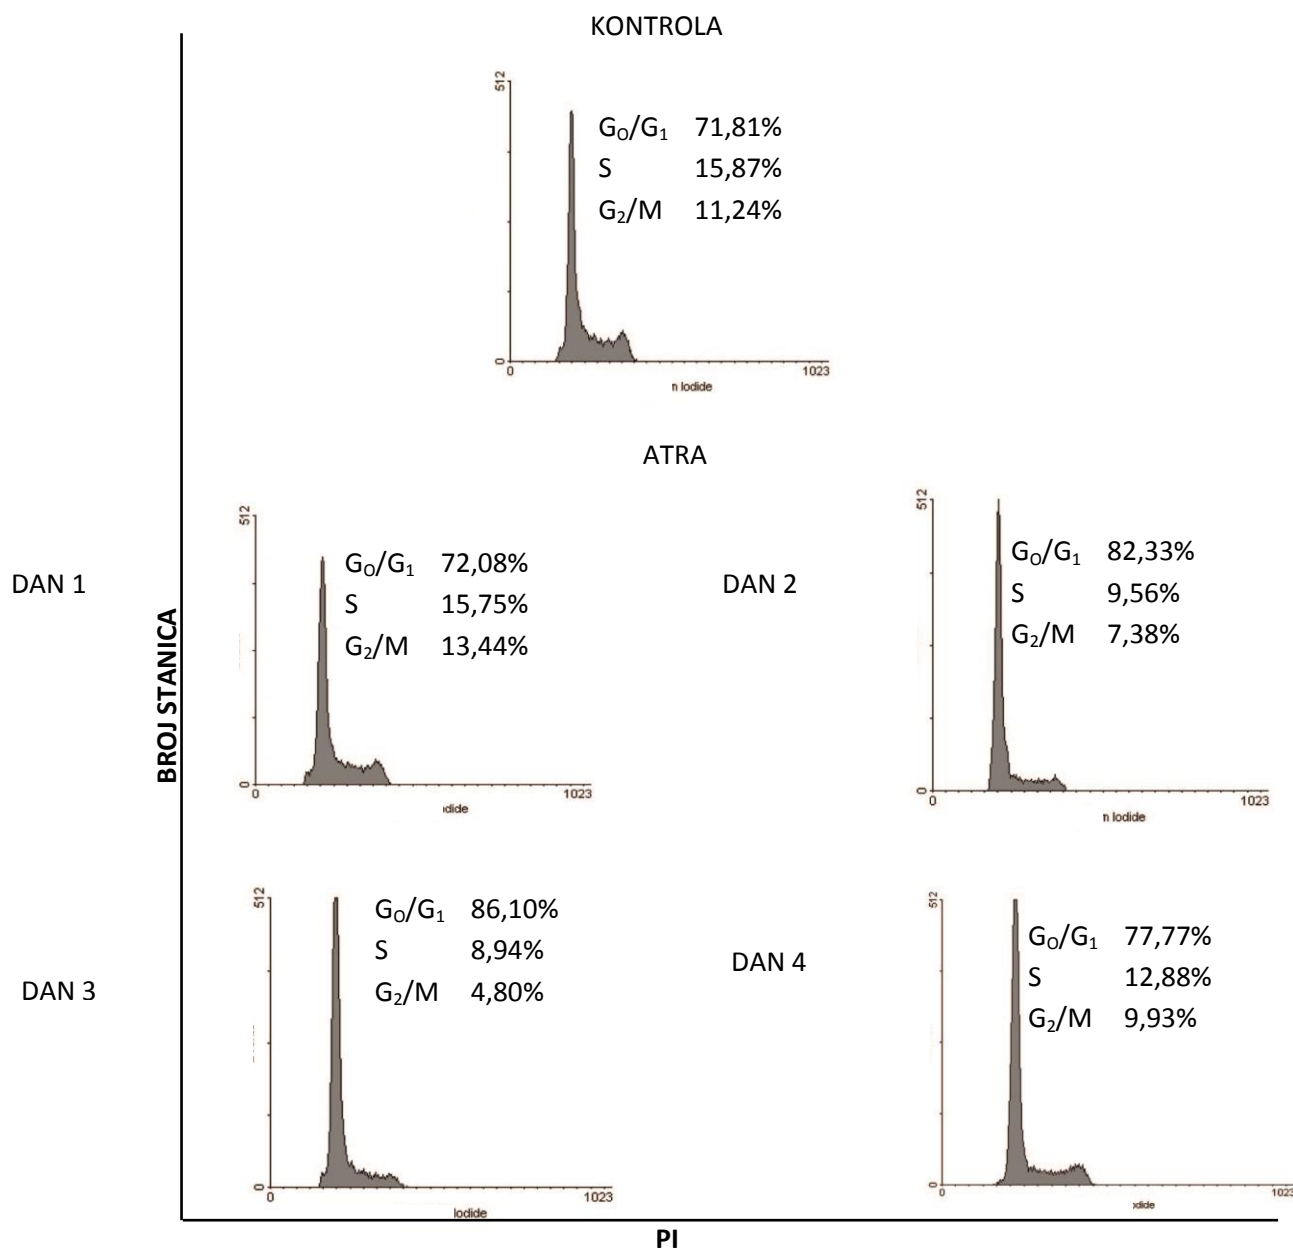 KONTROLA
512
G₀/G₁ 71,81%
S 15,87%
G₂/M 11,24%
0
0 1023
n Iodide
ATRA
DAN 1
512
G₀/G₁ 72,08%
S 15,75%
G₂/M 13,44%
0
0 1023
dide
DAN 2
512
G₀/G₁ 82,33%
S 9,56%
G₂/M 7,38%
0
0 1023
n Iodide
BROJ STANICA
DAN 3
512
G₀/G₁ 86,10%
S 8,94%
G₂/M 4,80%
0
0 1023
Iodide
DAN 4
512
G₀/G₁ 77,77%
S 12,88%
G₂/M 9,93%
0
0 1023
odide
PI